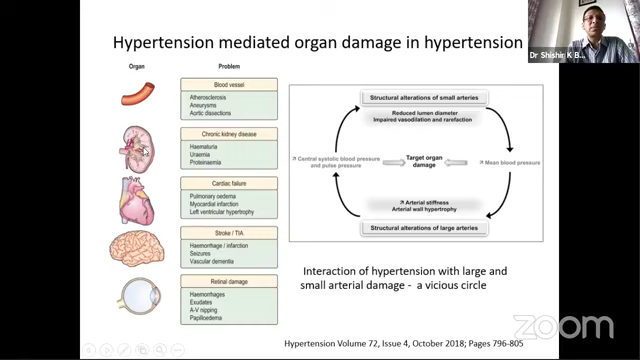 Hypertension mediated organ damage in hypertension
Dr Shishir K B...
Organ
Problem
Blood vessel
Atherosclerosis
Aneurysms
Aortic dissections
Chronic kidney disease
Haematuria
Uraemia
Proteinaemia
Cardiac failure
Pulmonary oedema
Myocardial infarction
Left ventricular hypertrophy
Stroke / TIA
Haemorrhage / infarction
Seizures
Vascular dementia
Retinal damage
Haemorrhages
Exudates
A-V nipping
Papilloedema
Structural alterations of small arteries
Reduced lumen diameter
Impaired vasodilation and rarefaction
↗ Central systolic blood pressure
and pulse pressure
Target organ
damage
↗ Mean blood pressure
↗ Arterial stiffness
Arterial wall hypertrophy
Structural alterations of large arteries
Interaction of hypertension with large and
small arterial damage - a vicious circle
Hypertension Volume 72, Issue 4, October 2018; Pages 796-805
zoom